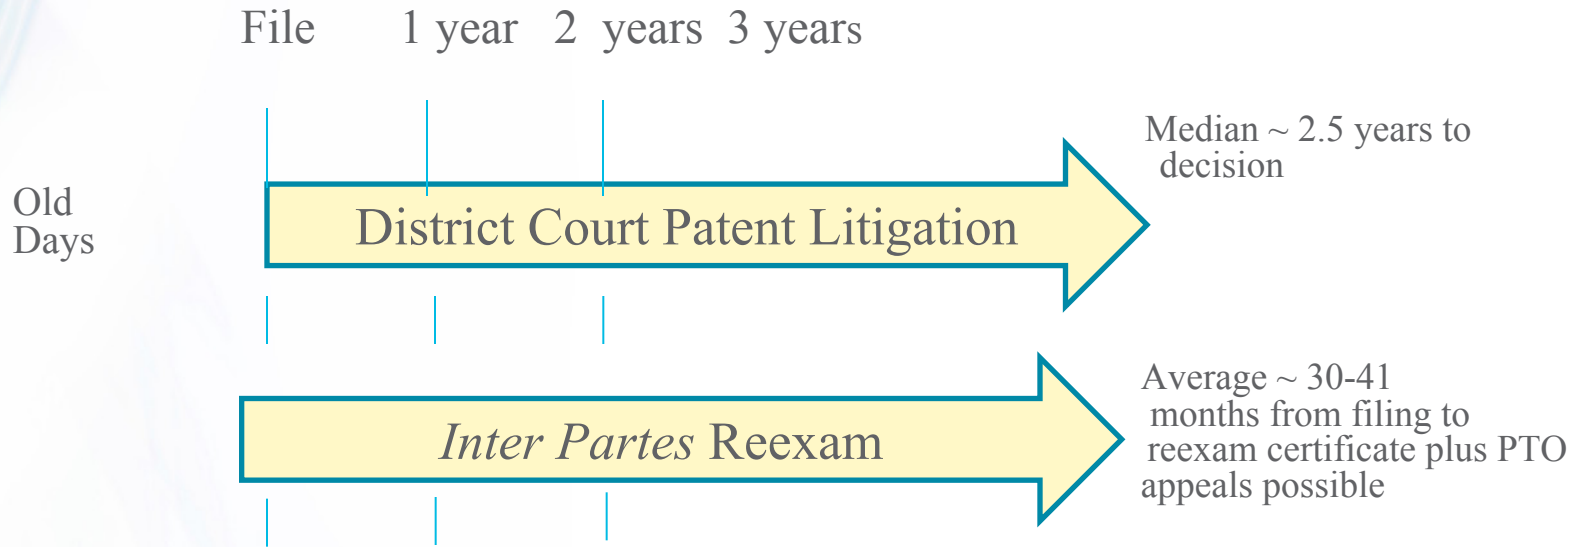 File 1 year 2 years 3 years
Median ~ 2.5 years to
decision
Old
Days
District Court Patent Litigation
Average ~ 30-41
months from filing to
reexam certificate plus PTO
appeals possible
Inter Partes Reexam